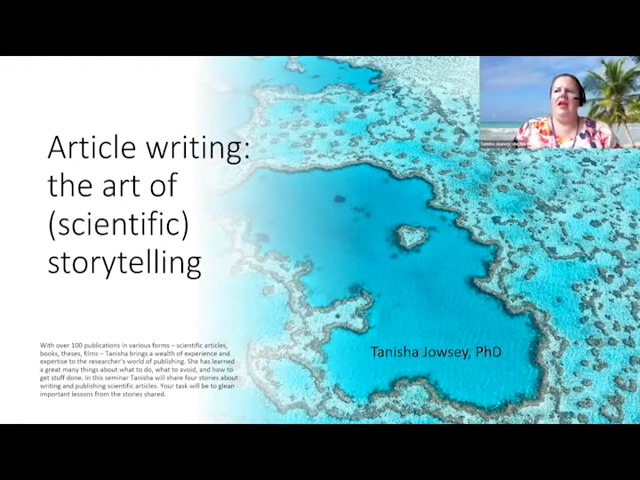 Article writing:
the art of
(scientific)
storytelling
With over 100 publications in various forms – scientific articles,
books, theses, films – Tanisha brings a wealth of experience and
expertise to the researcher's world of publishing. She has learned
a great many things about what to do, what to avoid, and how to
get stuff done. In this seminar Tanisha will share four stories about
writing and publishing scientific articles. Your task will be to glean
important lessons from the stories shared.
Tanisha Jowsey, PhD
Tanisha Jowsey